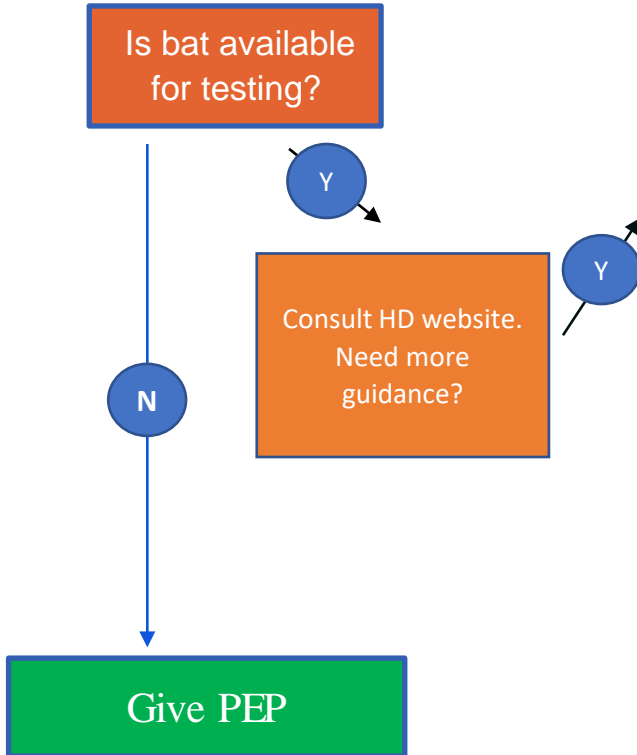 Is bat available
for testing?
Y
Y
Consult HD website.
Need more
guidance?
N
Give PEP